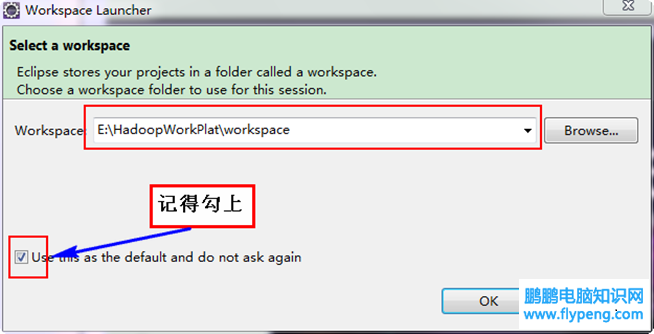 Workspace Launcher
Select a workspace
Eclipse stores your projects in a folder called a workspace.
Choose a workspace folder to use for this session.
Workspace: E:\HadoopWorkPlat\workspace Browse...
记得勾上
Use this as the default and do not ask again
OK
鹏鹏电脑知识网
www.flypeng.com